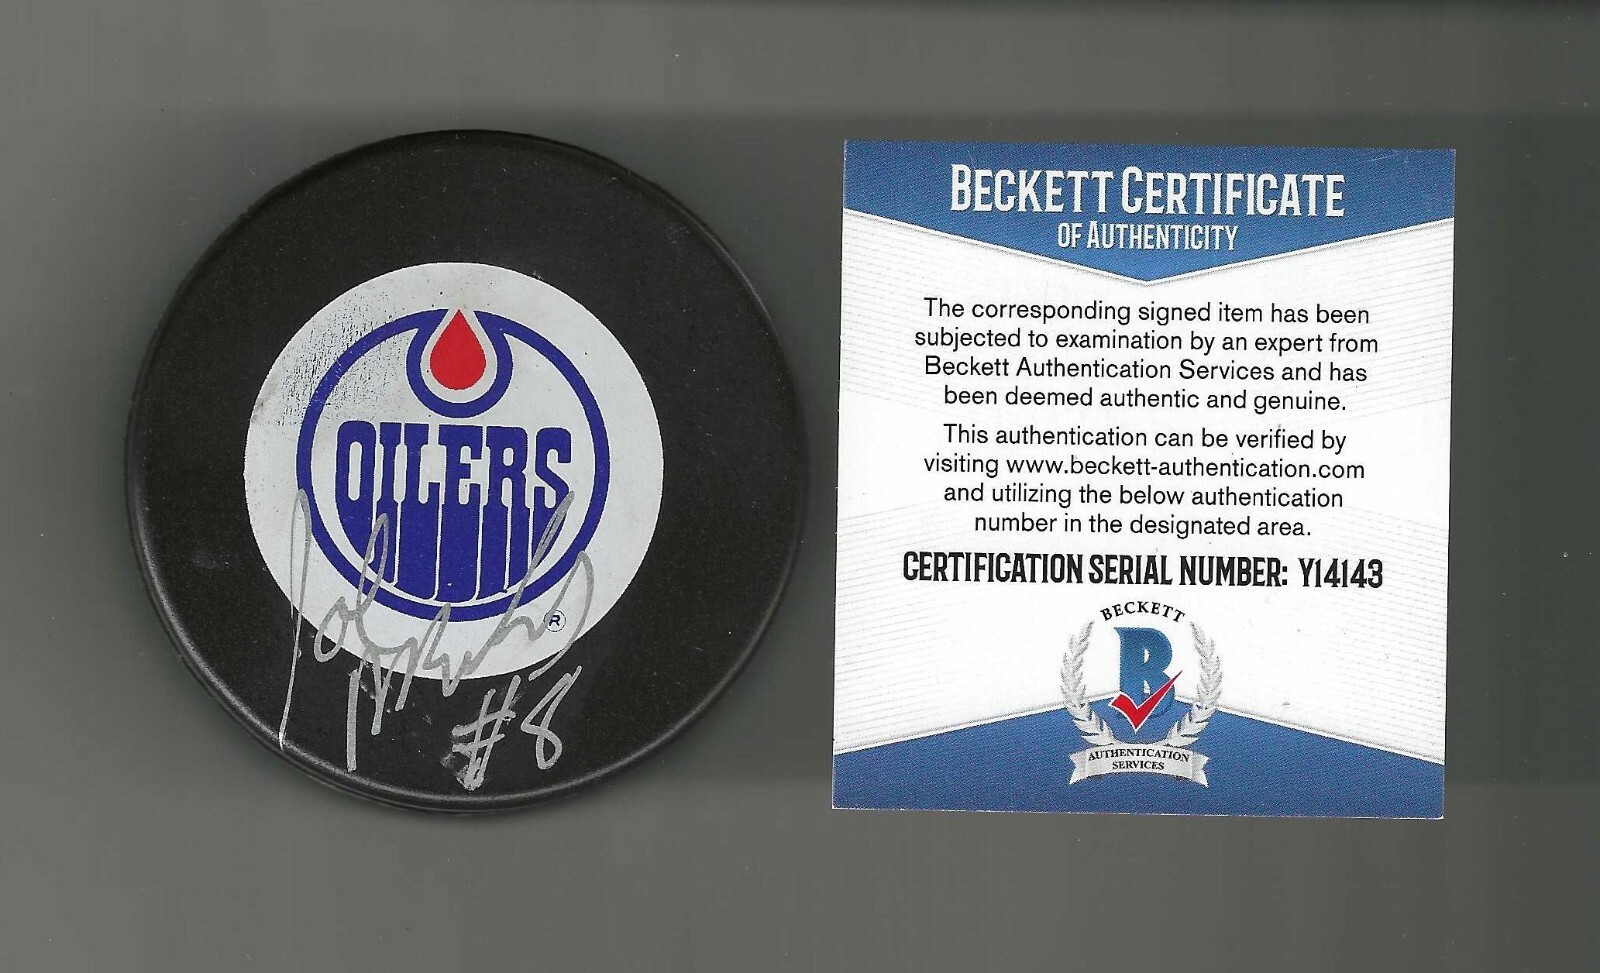 OILERS
®
#8
BECKETT CERTIFICATE
OF AUTHENTICITY
The corresponding signed item has been
subjected to examination by an expert from
Beckett Authentication Services and has
been deemed authentic and genuine.
This authentication can be verified by
visiting www.beckett-authentication.com
and utilizing the below authentication
number in the designated area.
CERTIFICATION SERIAL NUMBER: Y14143
BECKETT
B
AUTHENTICATION
SERVICES